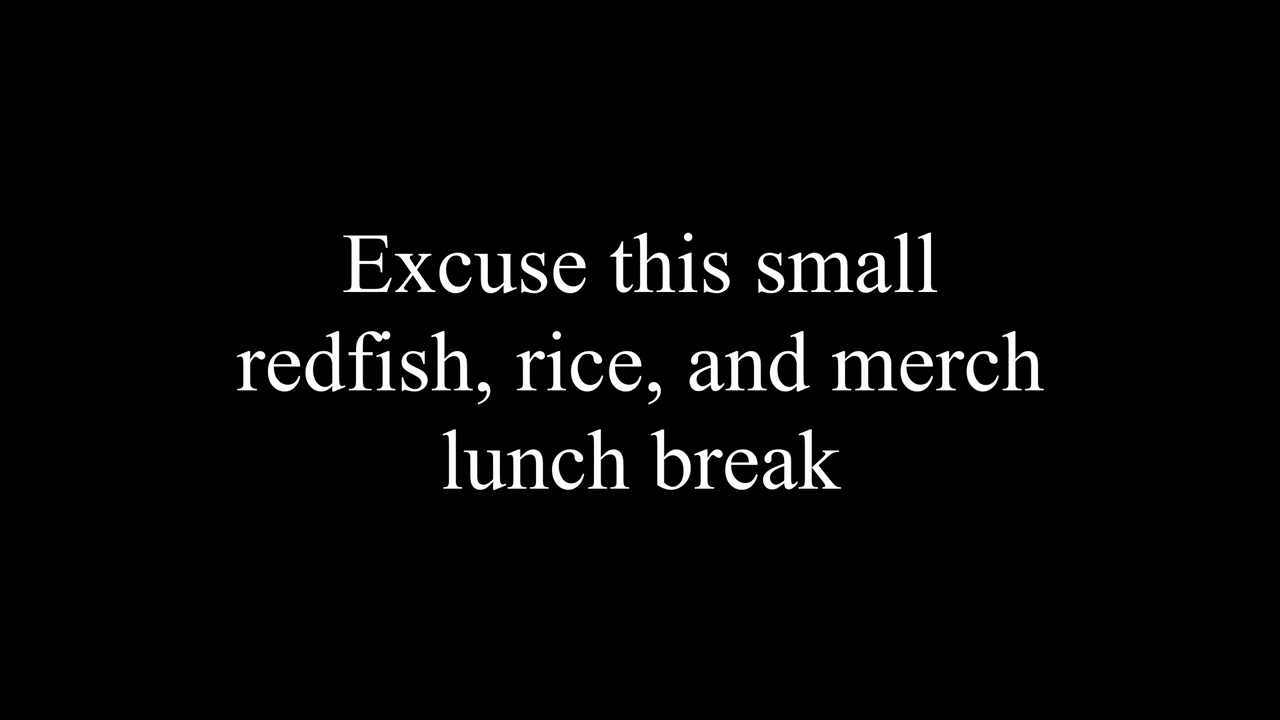 Excuse this small
redfish, rice, and merch
lunch break